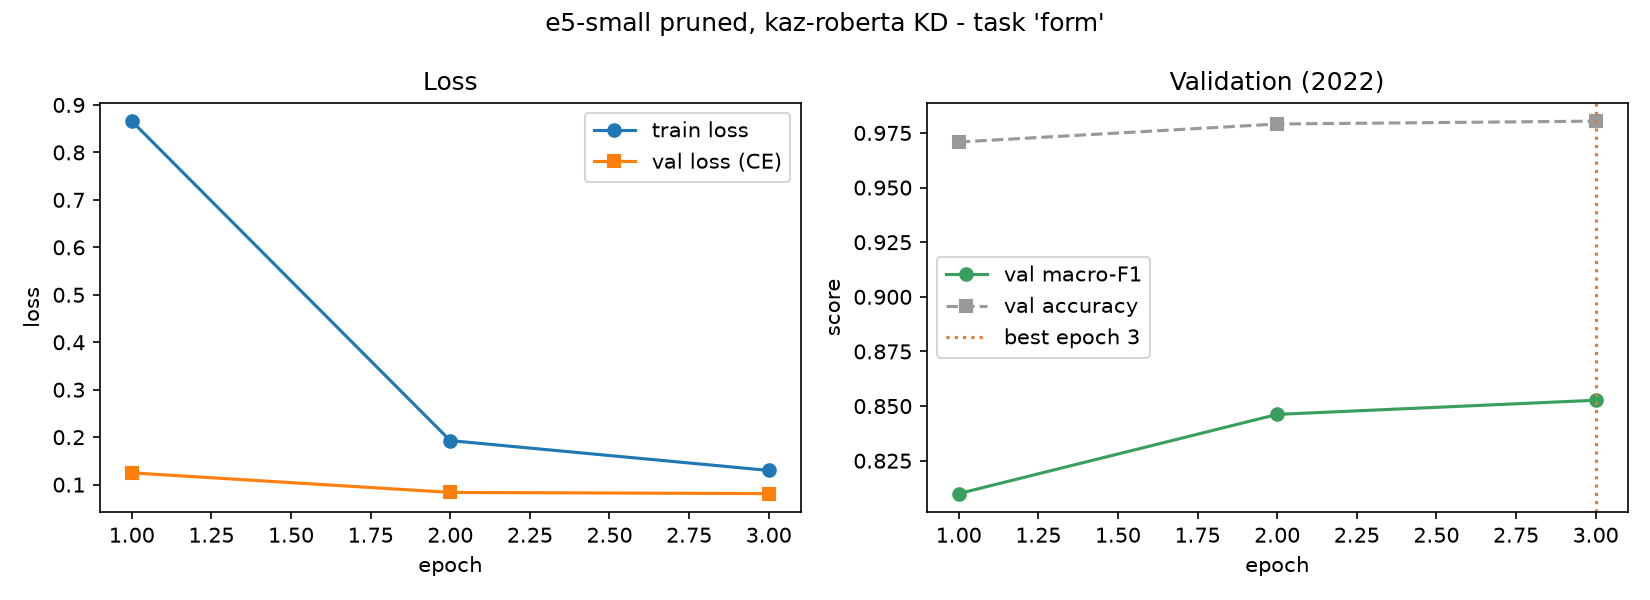 e5-small pruned, kaz-roberta KD - task 'form'
Loss
0.9
0.8
0.7
0.6
0.5
0.4
0.3
0.2
0.1
loss
train loss
val loss (CE)
1.00 1.25 1.50 1.75 2.00 2.25 2.50 2.75 3.00
epoch
Validation (2022)
0.975
0.950
0.925
0.900
0.875
0.850
0.825
score
val macro-F1
val accuracy
best epoch 3
1.00 1.25 1.50 1.75 2.00 2.25 2.50 2.75 3.00
epoch